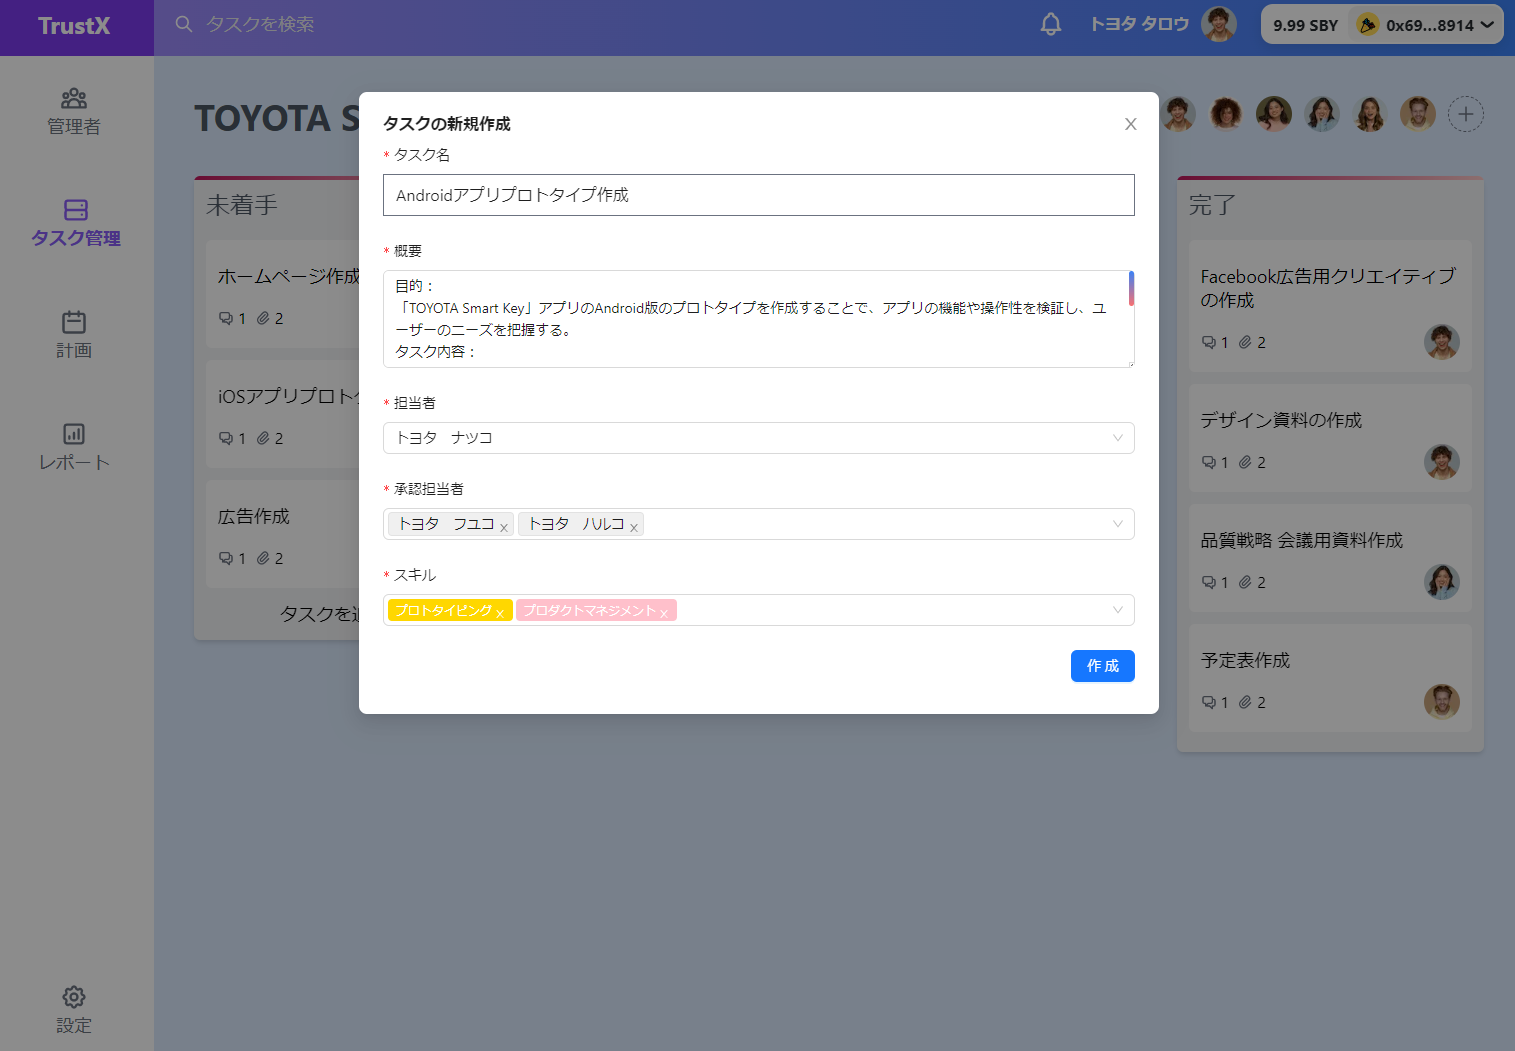 TrustX
タスクを検索
トヨタ タロウ
9.99 SBY
0x69...8914
管理者
タスク管理
計画
レポート
設定
TOYOTA S
未着手
ホームページ作成
1 2
iOSアプリプロト
1 2
広告作成
1 2
タスクを
タスクの新規作成
* タスク名
Androidアプリプロトタイプ作成
* 概要
目的：
「TOYOTA Smart Key」アプリのAndroid版のプロトタイプを作成することで、アプリの機能や操作性を検証し、ユ
ーザーのニーズを把握する。
タスク内容：
* 担当者
トヨタ　ナツコ
* 承認担当者
トヨタ　フユコ x トヨタ　ハルコ x
* スキル
プロトタイピング x プロダクトマネジメント x
作 成
完了
Facebook広告用クリエイティブ
の作成
1 2
デザイン資料の作成
1 2
品質戦略 会議用資料作成
1 2
予定表作成
1 2